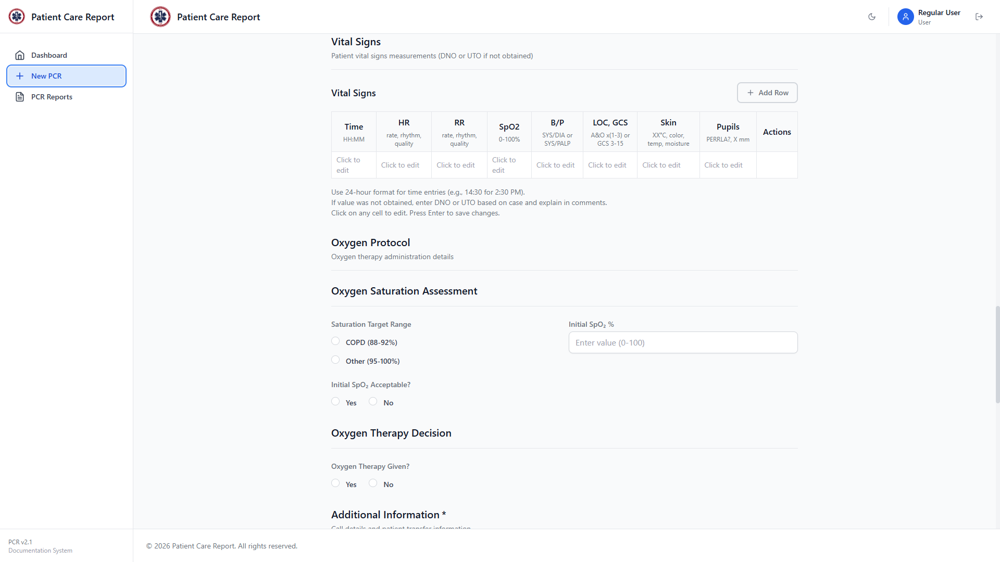 Patient Care Report
Patient Care Report
Regular User
User
Dashboard
New PCR
PCR Reports
Vital Signs
Patient vital signs measurements (DNO or UTO if not obtained)
Vital Signs
Add Row
Time
HH:MM
HR
rate, rhythm,
quality
RR
rate, rhythm,
quality
SpO2
0-100%
B/P
SYS/DIA or
SYS/PALP
LOC, GCS
A&O x(1-3) or
GCS 3-15
Skin
XX°C, color,
temp, moisture
Pupils
PERRLA?, X mm
Actions
Click to
edit
Click to edit
Click to edit
Click to
edit
Click to edit
Click to edit
Click to edit
Click to edit
Use 24-hour format for time entries (e.g., 14:30 for 2:30 PM).
If value was not obtained, enter DNO or UTO based on case and explain in comments.
Click on any cell to edit. Press Enter to save changes.
Oxygen Protocol
Oxygen therapy administration details
Oxygen Saturation Assessment
Saturation Target Range
COPD (88-92%)
Other (95-100%)
Initial SpO₂ %
Enter value (0-100)
Initial SpO₂ Acceptable?
Yes No
Oxygen Therapy Decision
Oxygen Therapy Given?
Yes No
Additional Information *
Call details and patient transfer information
PCR v2.1
Documentation System
© 2026 Patient Care Report. All rights reserved.